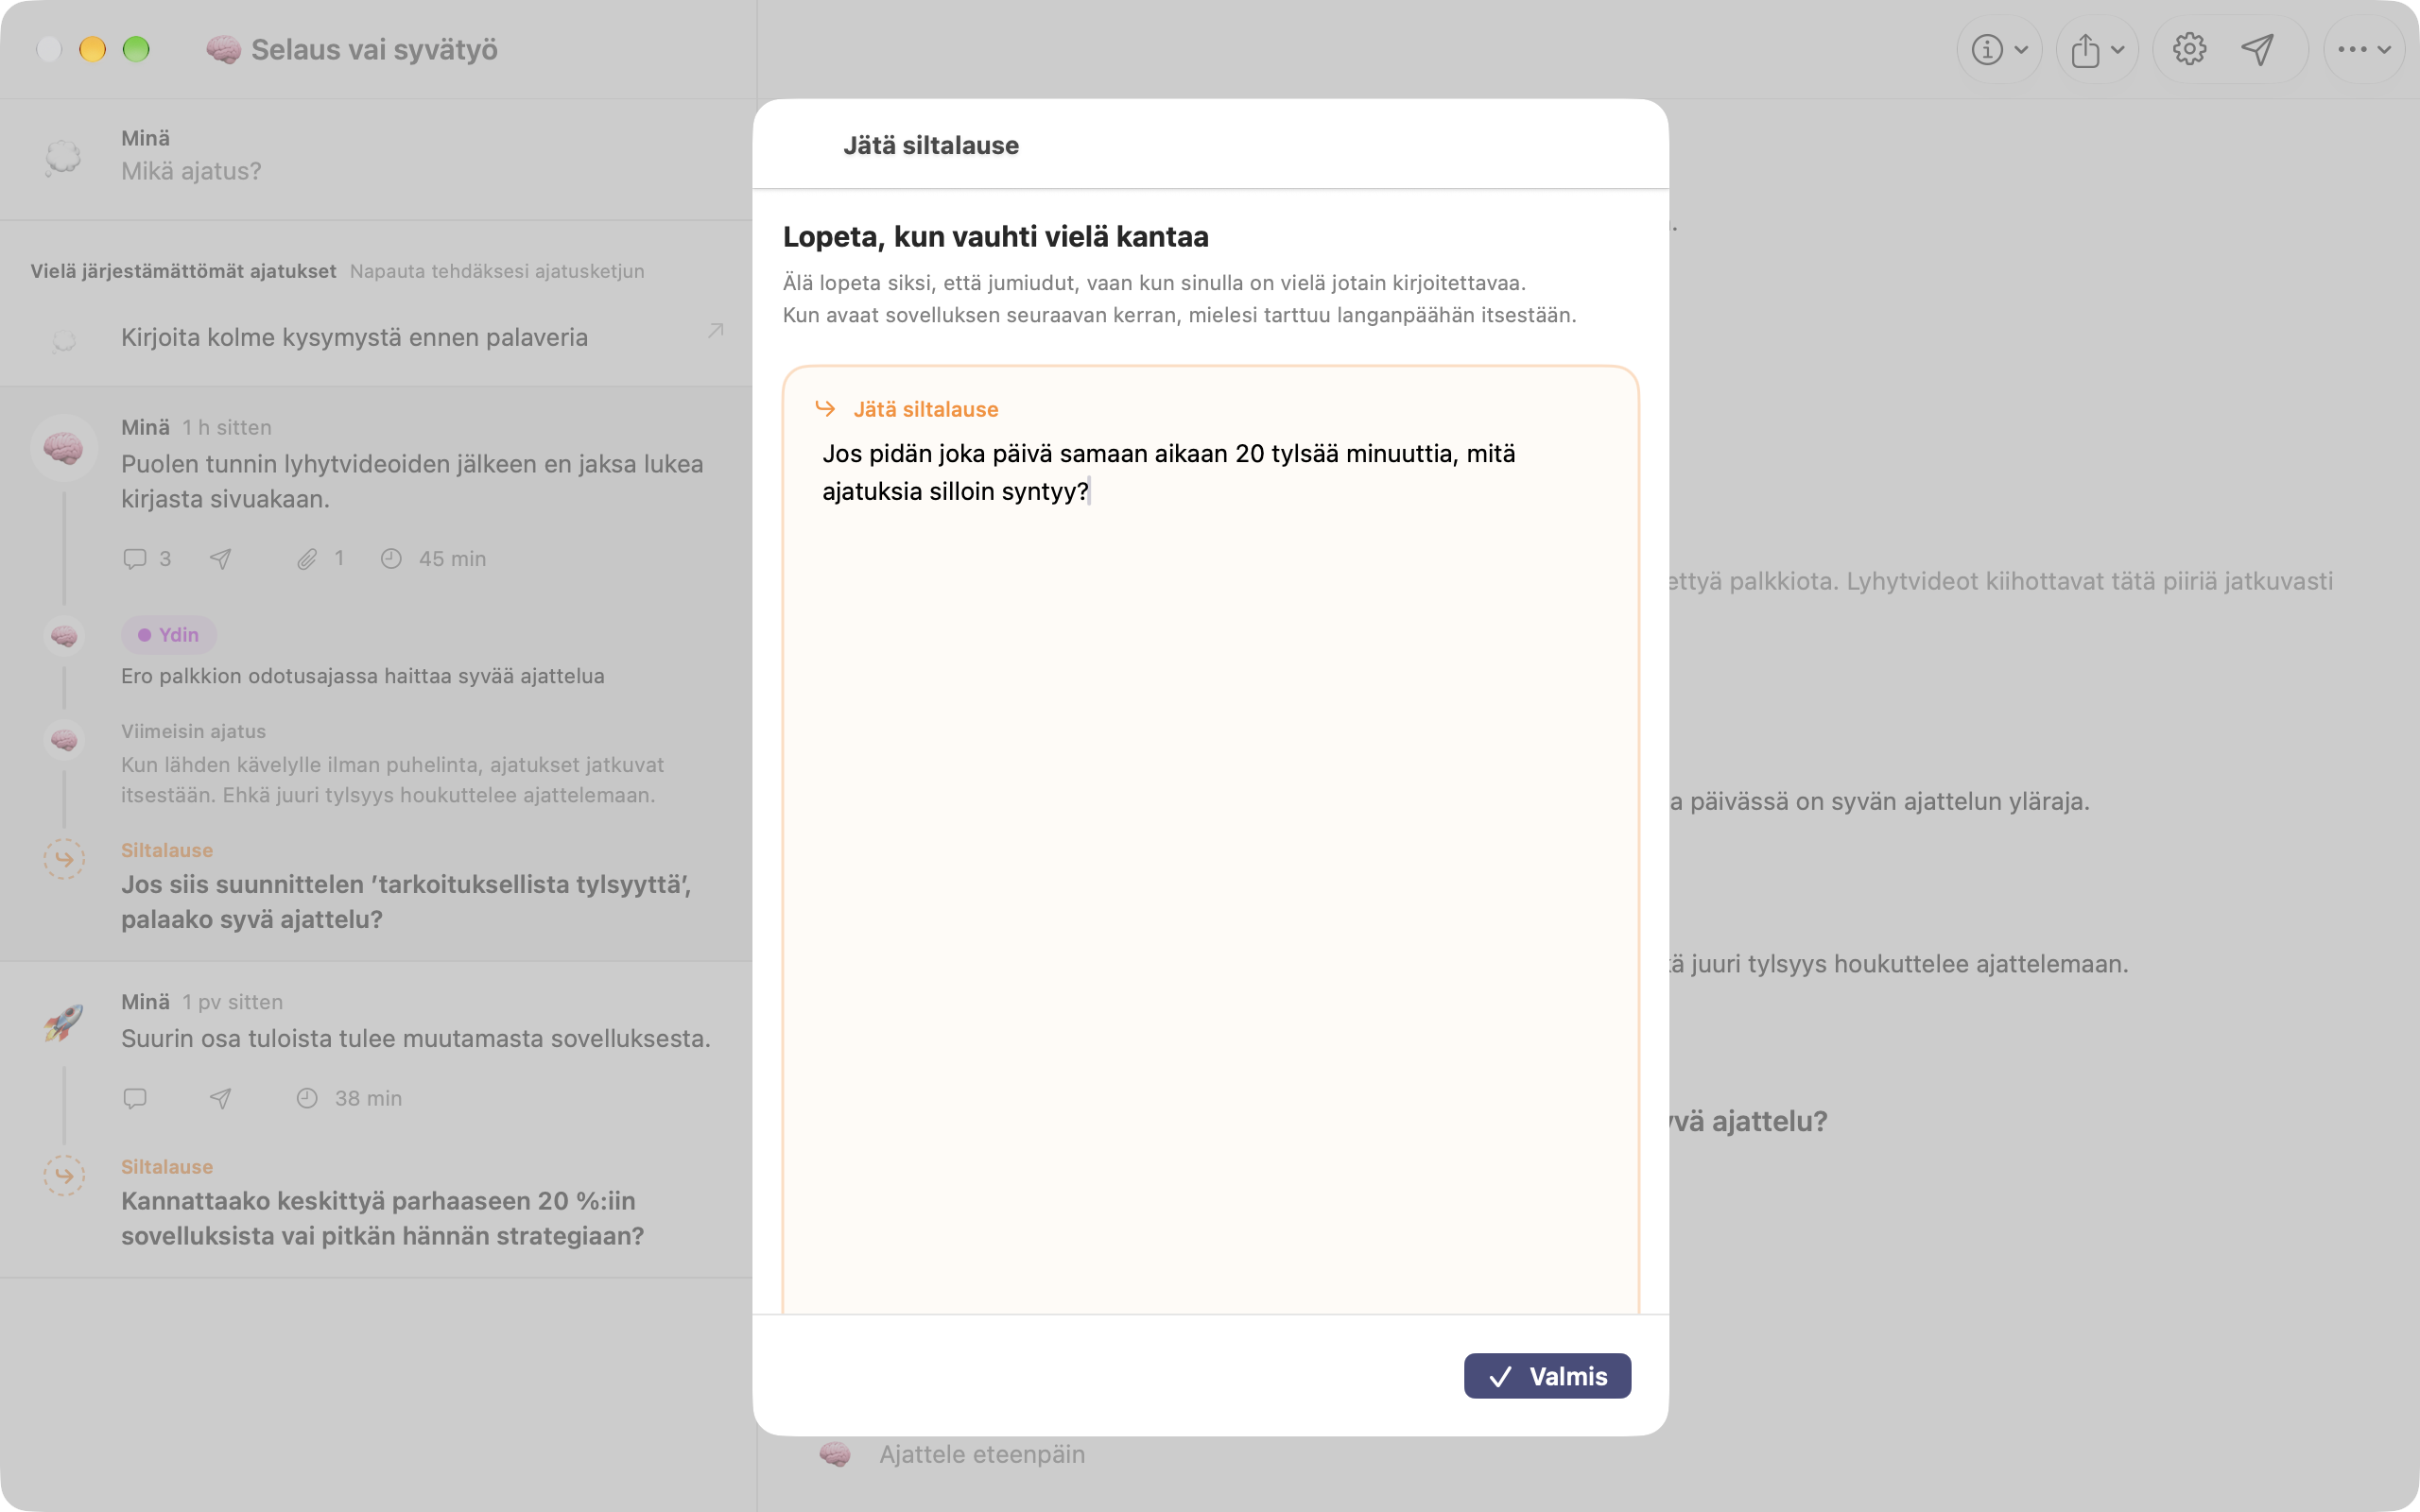 Selaus vai syvätyö
Minä
Mikä ajatus?
Vielä järjestämättömät ajatukset Napauta tehdäksesi ajatusketjun
Kirjoita kolme kysymystä ennen palaveria
Minä 1 h sitten
Puolen tunnin lyhytvideoiden jälkeen en jaksa lukea
kirjasta sivuakaan.
3 1 45 min
Ydin
Ero palkkion odotusajassa haittaa syvää ajattelua
Viimeisin ajatus
Kun lähden kävelylle ilman puhelinta, ajatukset jatkuvat
itsestään. Ehkä juuri tylsyys houkuttelee ajattelemaan.
Siltalause
Jos siis suunnittelen ’tarkoituksellista tylsyyttä’,
palaako syvä ajattelu?
Minä 1 pv sitten
Suurin osa tuloista tulee muutamasta sovelluksesta.
38 min
Siltalause
Kannattaako keskittyä parhaaseen 20 %:iin
sovelluksista vai pitkän hännän strategiaan?
Jätä siltalause
Lopeta, kun vauhti vielä kantaa
Älä lopeta siksi, että jumiudut, vaan kun sinulla on vielä jotain kirjoitettavaa.
Kun avaat sovelluksen seuraavan kerran, mielesi tarttuu langanpäähän itsestään.
Jätä siltalause
Jos pidän joka päivä samaan aikaan 20 tylsää minuuttia, mitä
ajatuksia silloin syntyy?
Valmis
palkkiota. Lyhytvideot kiihottavat tätä piiriä jatkuvasti
päivässä on syvän ajattelun yläraja.
juuri tylsyys houkuttelee ajattelemaan.
ajattelu?
Ajattele eteenpäin